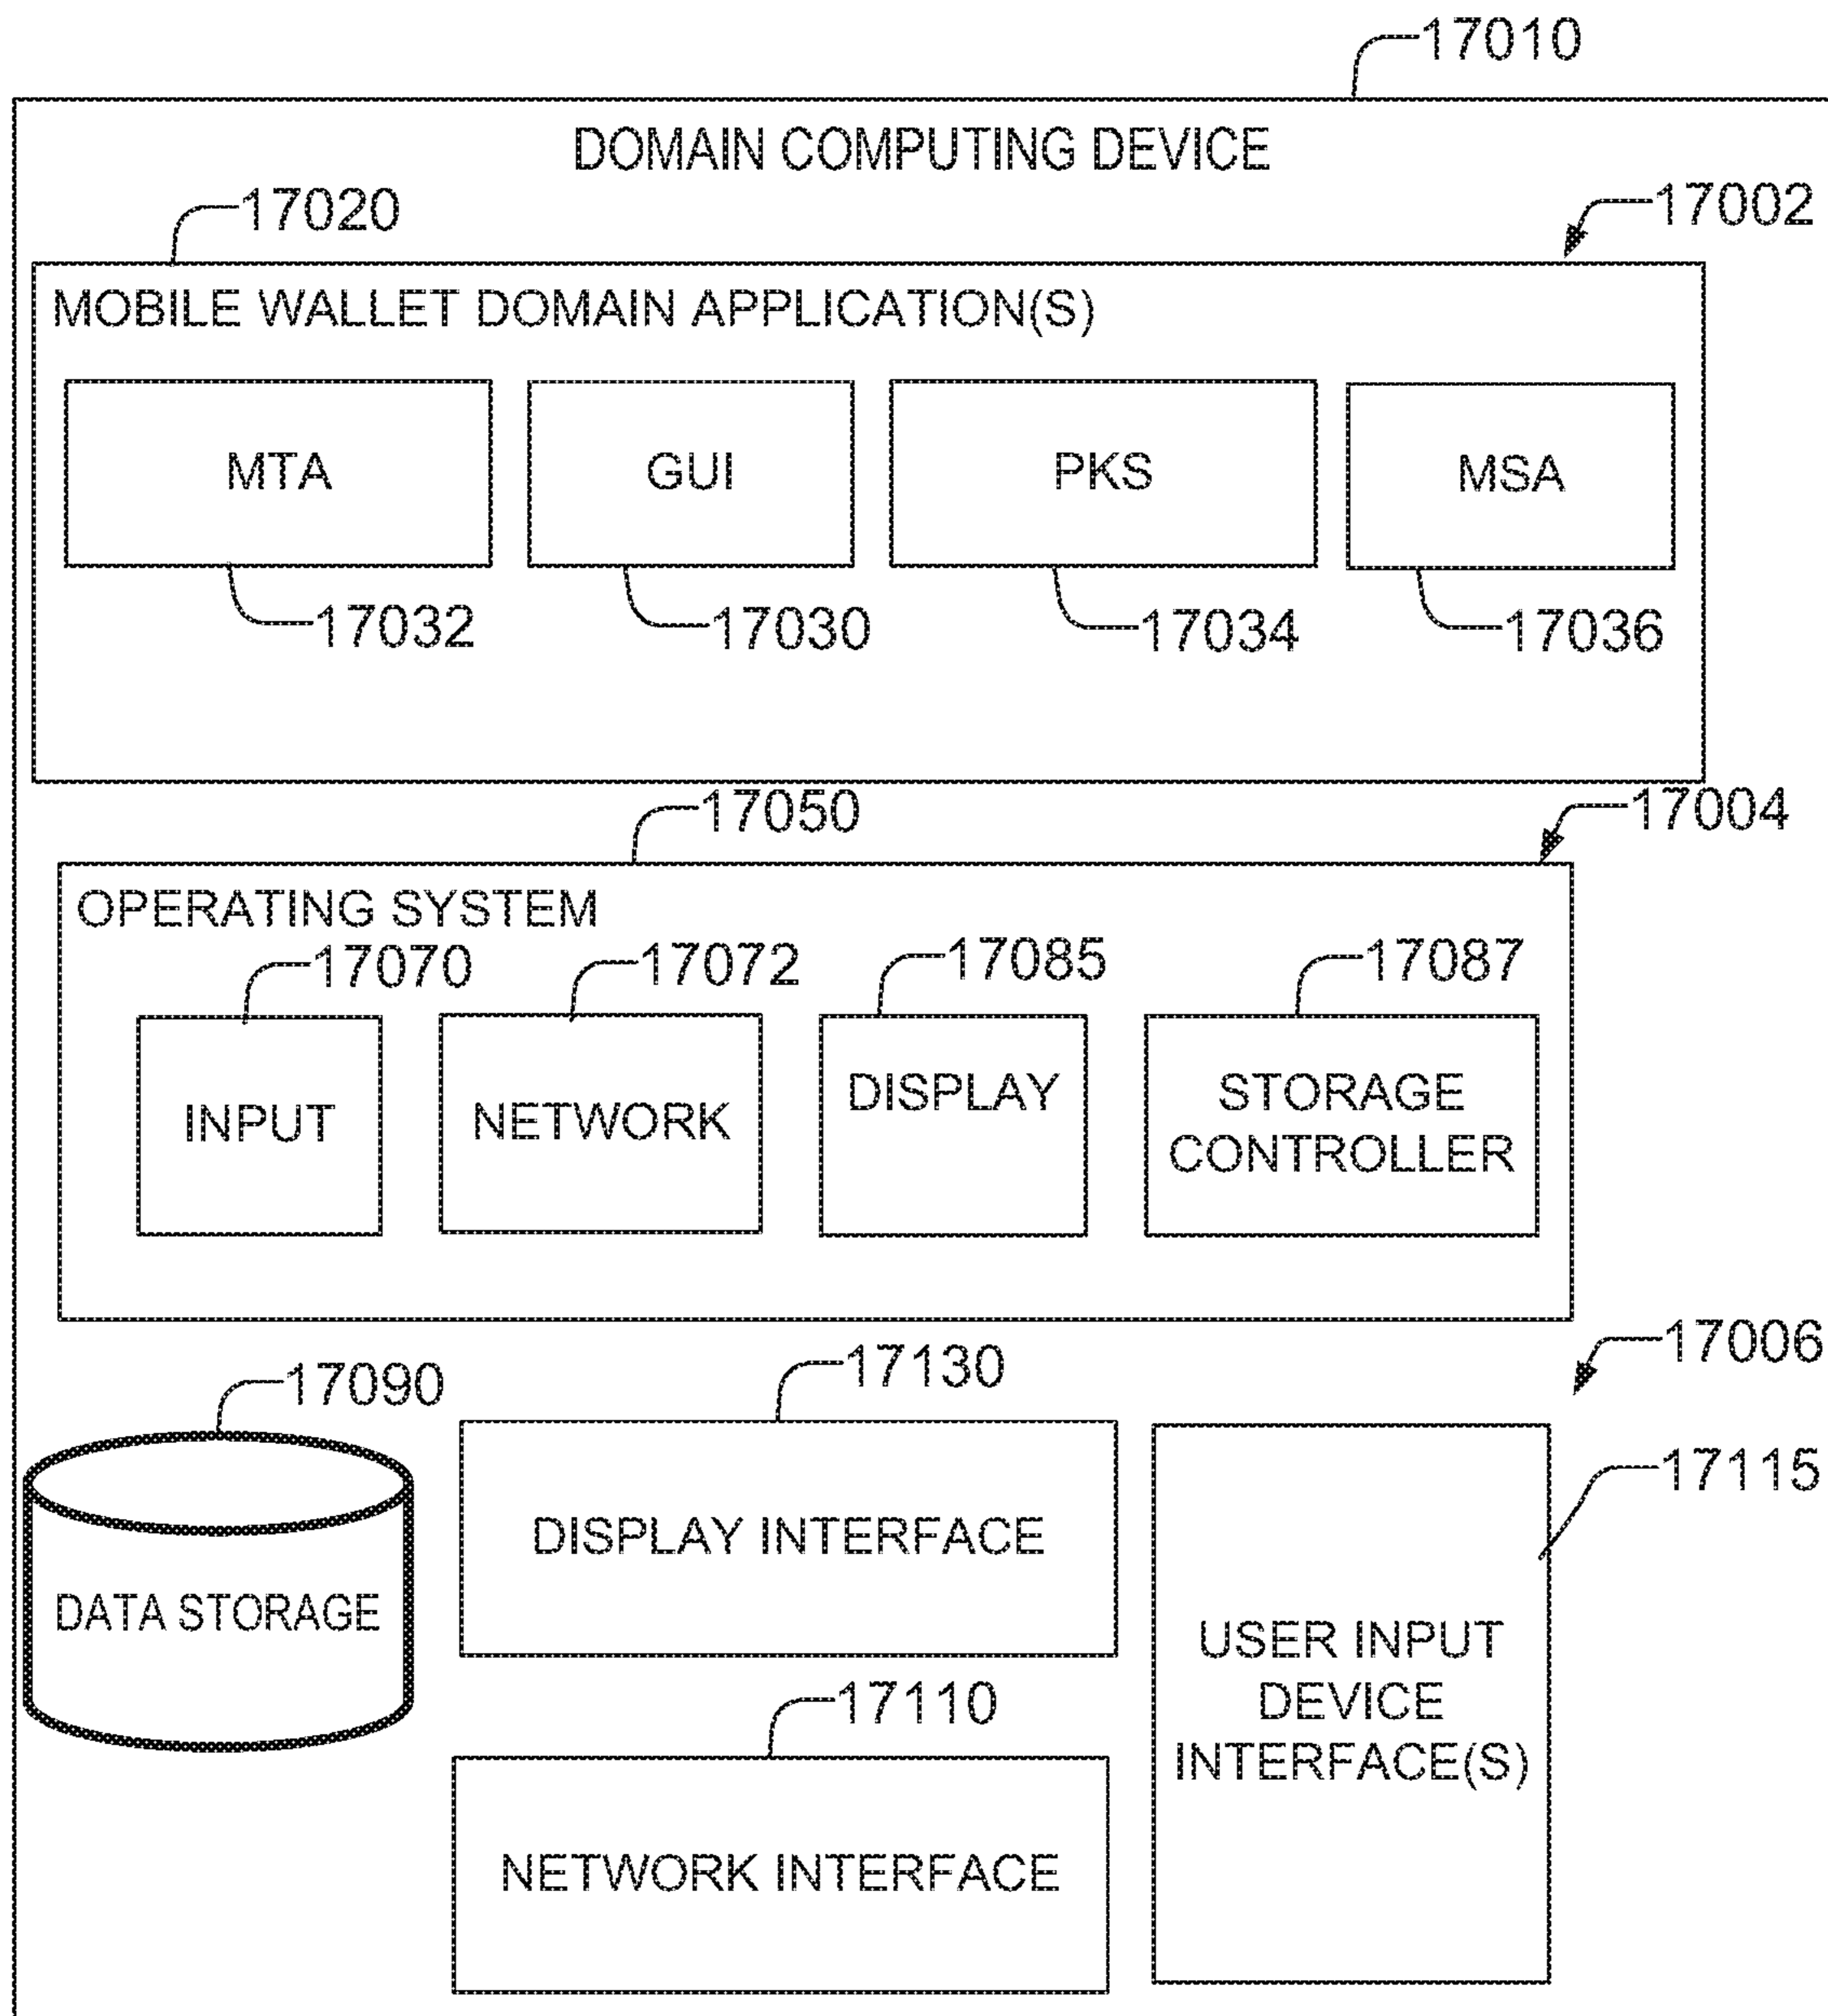 17010
DOMAIN COMPUTING DEVICE
17020
17002
MOBILE WALLET DOMAIN APPLICATION(S)
MTA
GUI
PKS
MSA
17032
17030
17034
17036
17050
17004
OPERATING SYSTEM
17070
17072
17085
17087
INPUT
NETWORK
DISPLAY
STORAGE
CONTROLLER
17006
17090
17130
17115
DATA STORAGE
DISPLAY INTERFACE
USER INPUT
DEVICE
INTERFACE(S)
17110
NETWORK INTERFACE